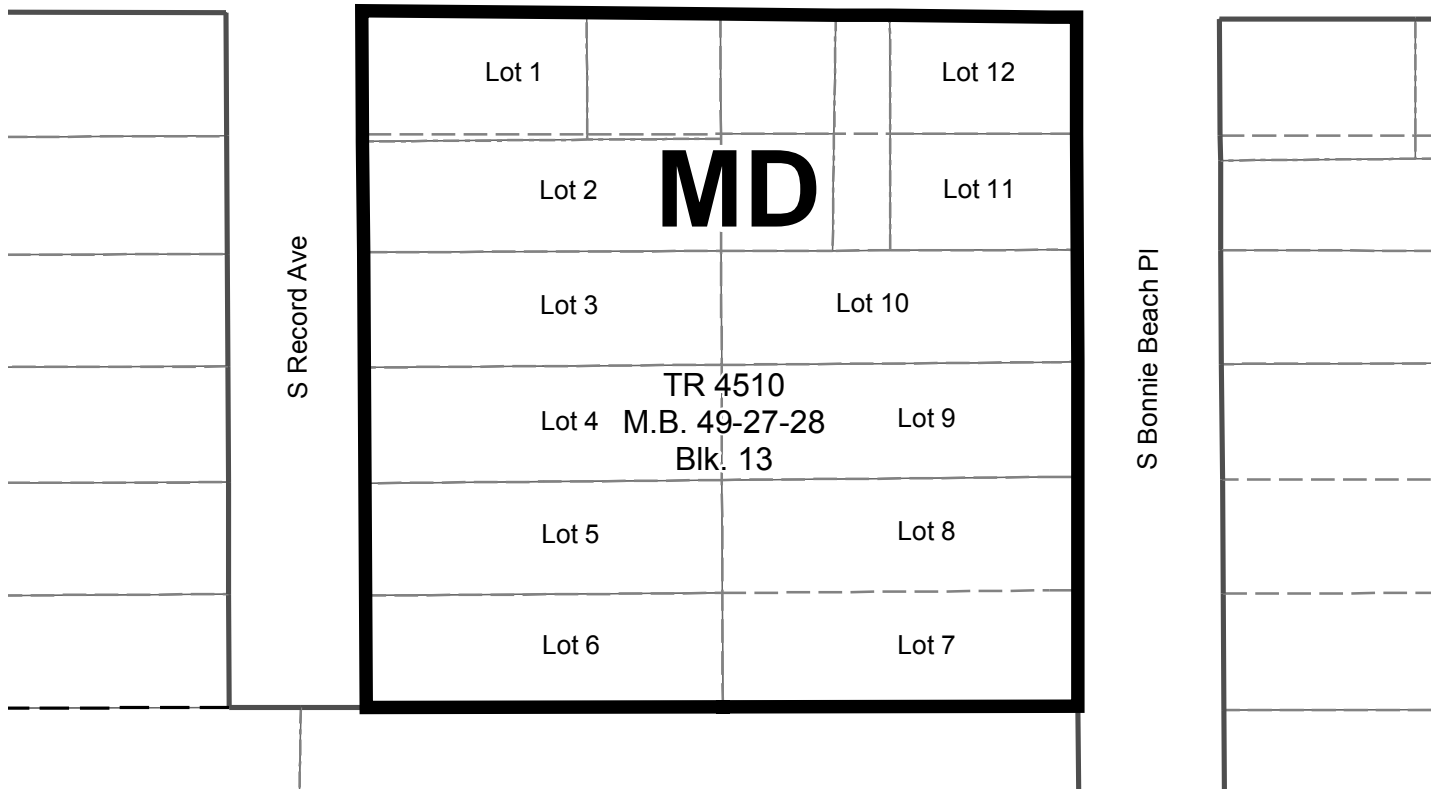 Lot 1
Lot 12
MD
Lot 2
Lot 11
S Record Ave
Lot 3
Lot 10
S Bonnie Beach Pl
TR 4510
Lot 4
M.B. 49-27-28
Lot 9
Blk. 13
Lot 5
Lot 8
Lot 6
Lot 7